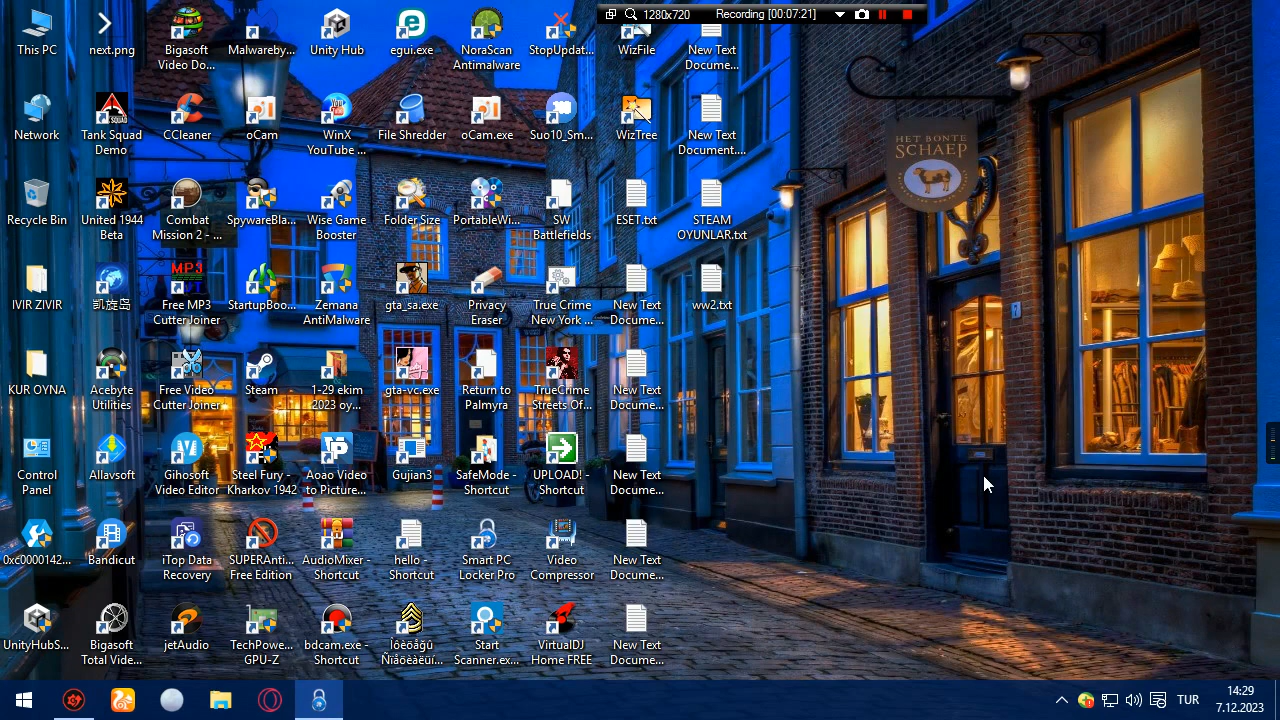 1280x720
Recording [00:07:21]
This PC
next.png
Bigasoft
Video Do...
Malwareby...
Unity Hub
egui.exe
NoraScan
Antimalware
StopUpdat...
WizFile
New Text
Docume...
Network
Tank Squad
Demo
CCleaner
oCam
WinX
YouTube ...
File Shredder
oCam.exe
Suo10_Sm...
WizTree
New Text
Document....
HET BONTE
SCHAEP
Recycle Bin
United 1944
Beta
Combat
Mission 2 - ...
SpywareBla...
Wise Game
Booster
Folder Size
PortableWi...
SW
Battlefields
ESET.txt
STEAM
OYUNLAR.txt
IVIR ZIVIR
凯旋岛
MP3
Free MP3
CutterJoiner
StartupBoo...
Zemana
AntiMalware
gta_sa.exe
Privacy
Eraser
True Crime
New York ...
New Text
Docume...
ww2.txt
7
KUR OYNA
Acebyte
Utilities
Free Video
Cutter Joiner
Steam
1-29 ekim
2023 oy...
gta-vc.exe
Return to
Palmyra
TrueCrime
Streets Of...
New Text
Docume...
Control
Panel
Allavsoft
Gihosoft
Video Editor
Steel Fury -
Kharkov 1942
Aoao Video
to Picture...
Gujian3
SafeMode -
Shortcut
UPLOAD! -
Shortcut
New Text
Docume...
0xc0000142...
Bandicut
iTop Data
Recovery
SUPERAnti...
Free Edition
AudioMixer -
Shortcut
hello -
Shortcut
Smart PC
Locker Pro
Video
Compressor
New Text
Docume...
UnityHubS...
Bigasoft
Total Vide...
jetAudio
TechPowe...
GPU-Z
bdcam.exe -
Shortcut
Start
Scanner.ex...
VirtualDJ
Home FREE
New Text
Docume...
TUR
14:29
7.12.2023